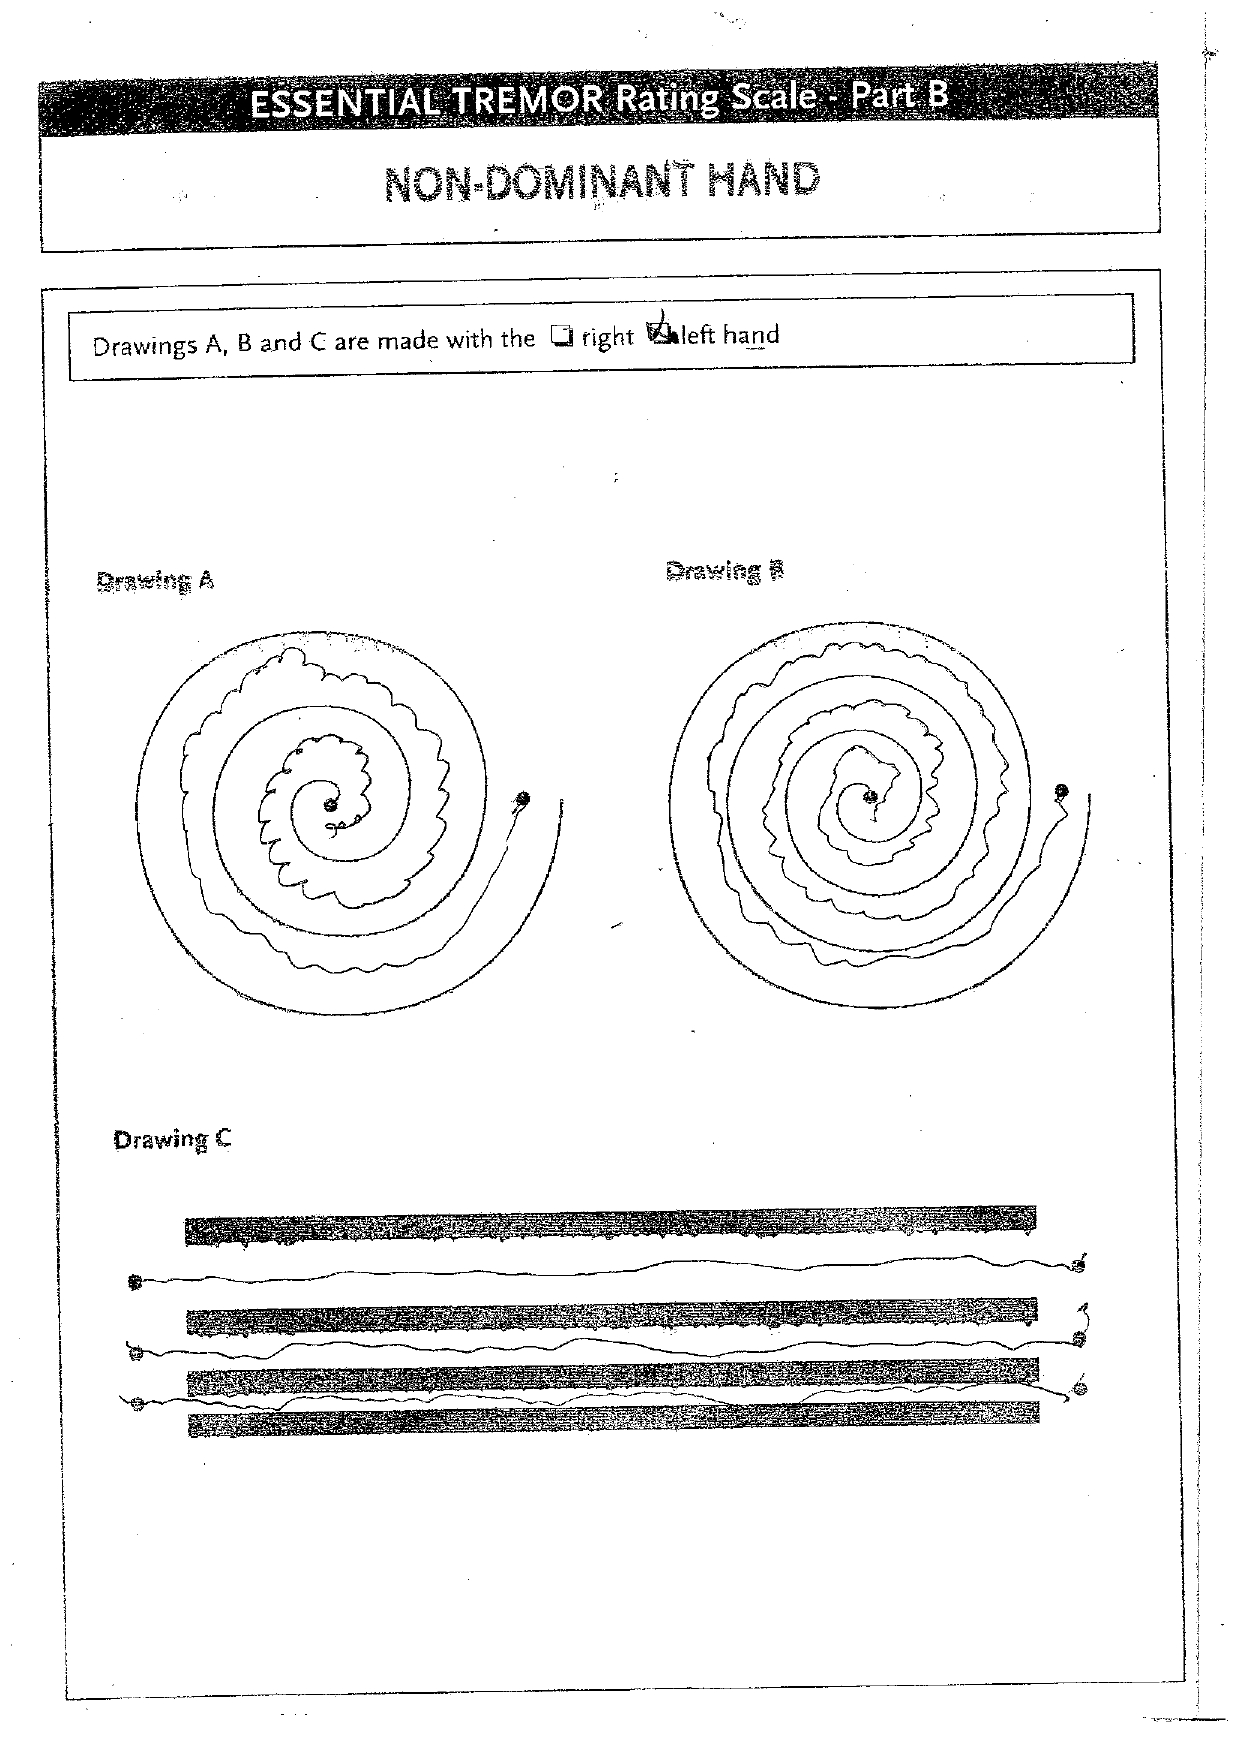 ESSENTIAL TREMOR Rating Scale - Part B
NON-DOMINANT HAND
Drawings A, B and C are made with the ❏ right ☑ left hand
Drawing A
Drawing B
Drawing C